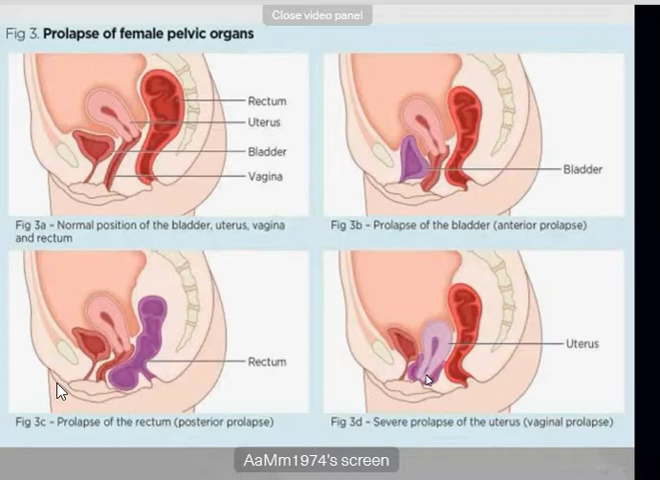 Close video panel
Fig 3. Prolapse of female pelvic organs
Rectum
Uterus
Bladder
Vagina
Fig 3a – Normal position of the bladder, uterus, vagina
and rectum
Bladder
Fig 3b – Prolapse of the bladder (anterior prolapse)
Rectum
Fig 3c – Prolapse of the rectum (posterior prolapse)
Uterus
Fig 3d – Severe prolapse of the uterus (vaginal prolapse)
AaMm1974's screen